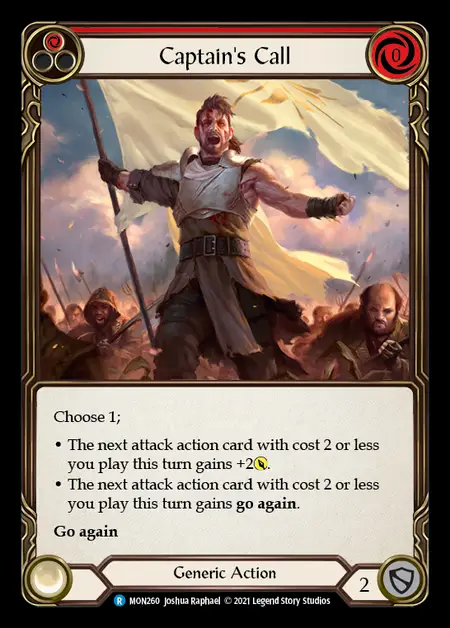 Captain's Call
0
Choose 1;
• The next attack action card with cost 2 or less
you play this turn gains +2.
• The next attack action card with cost 2 or less
you play this turn gains go again.
Go again
Generic Action
2
R MON260 Joshua Raphael © 2021 Legend Story Studios